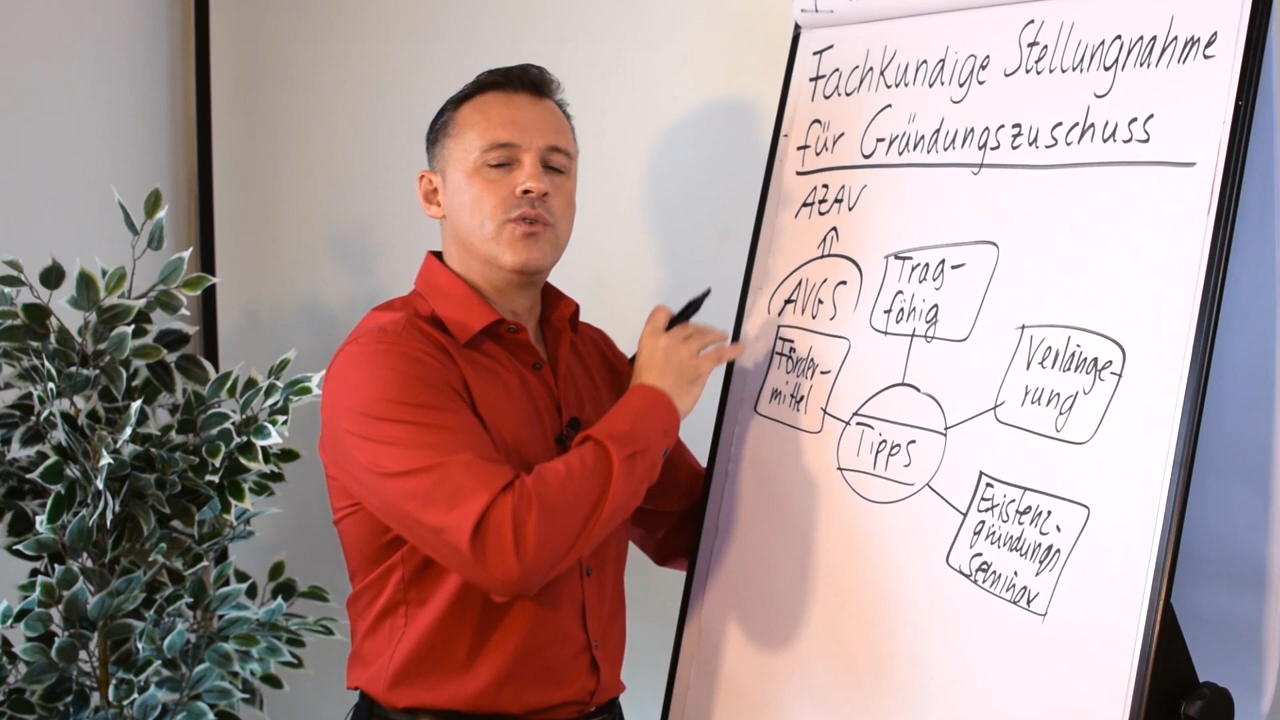 Fachkundige Stellungnahme
für Gründungszuschuss
AZAV
AVGS
Trag-
fähig
Förder-
mittel
Verlänge-
rung
Tipps
Existenz-
gründungs
Seminar